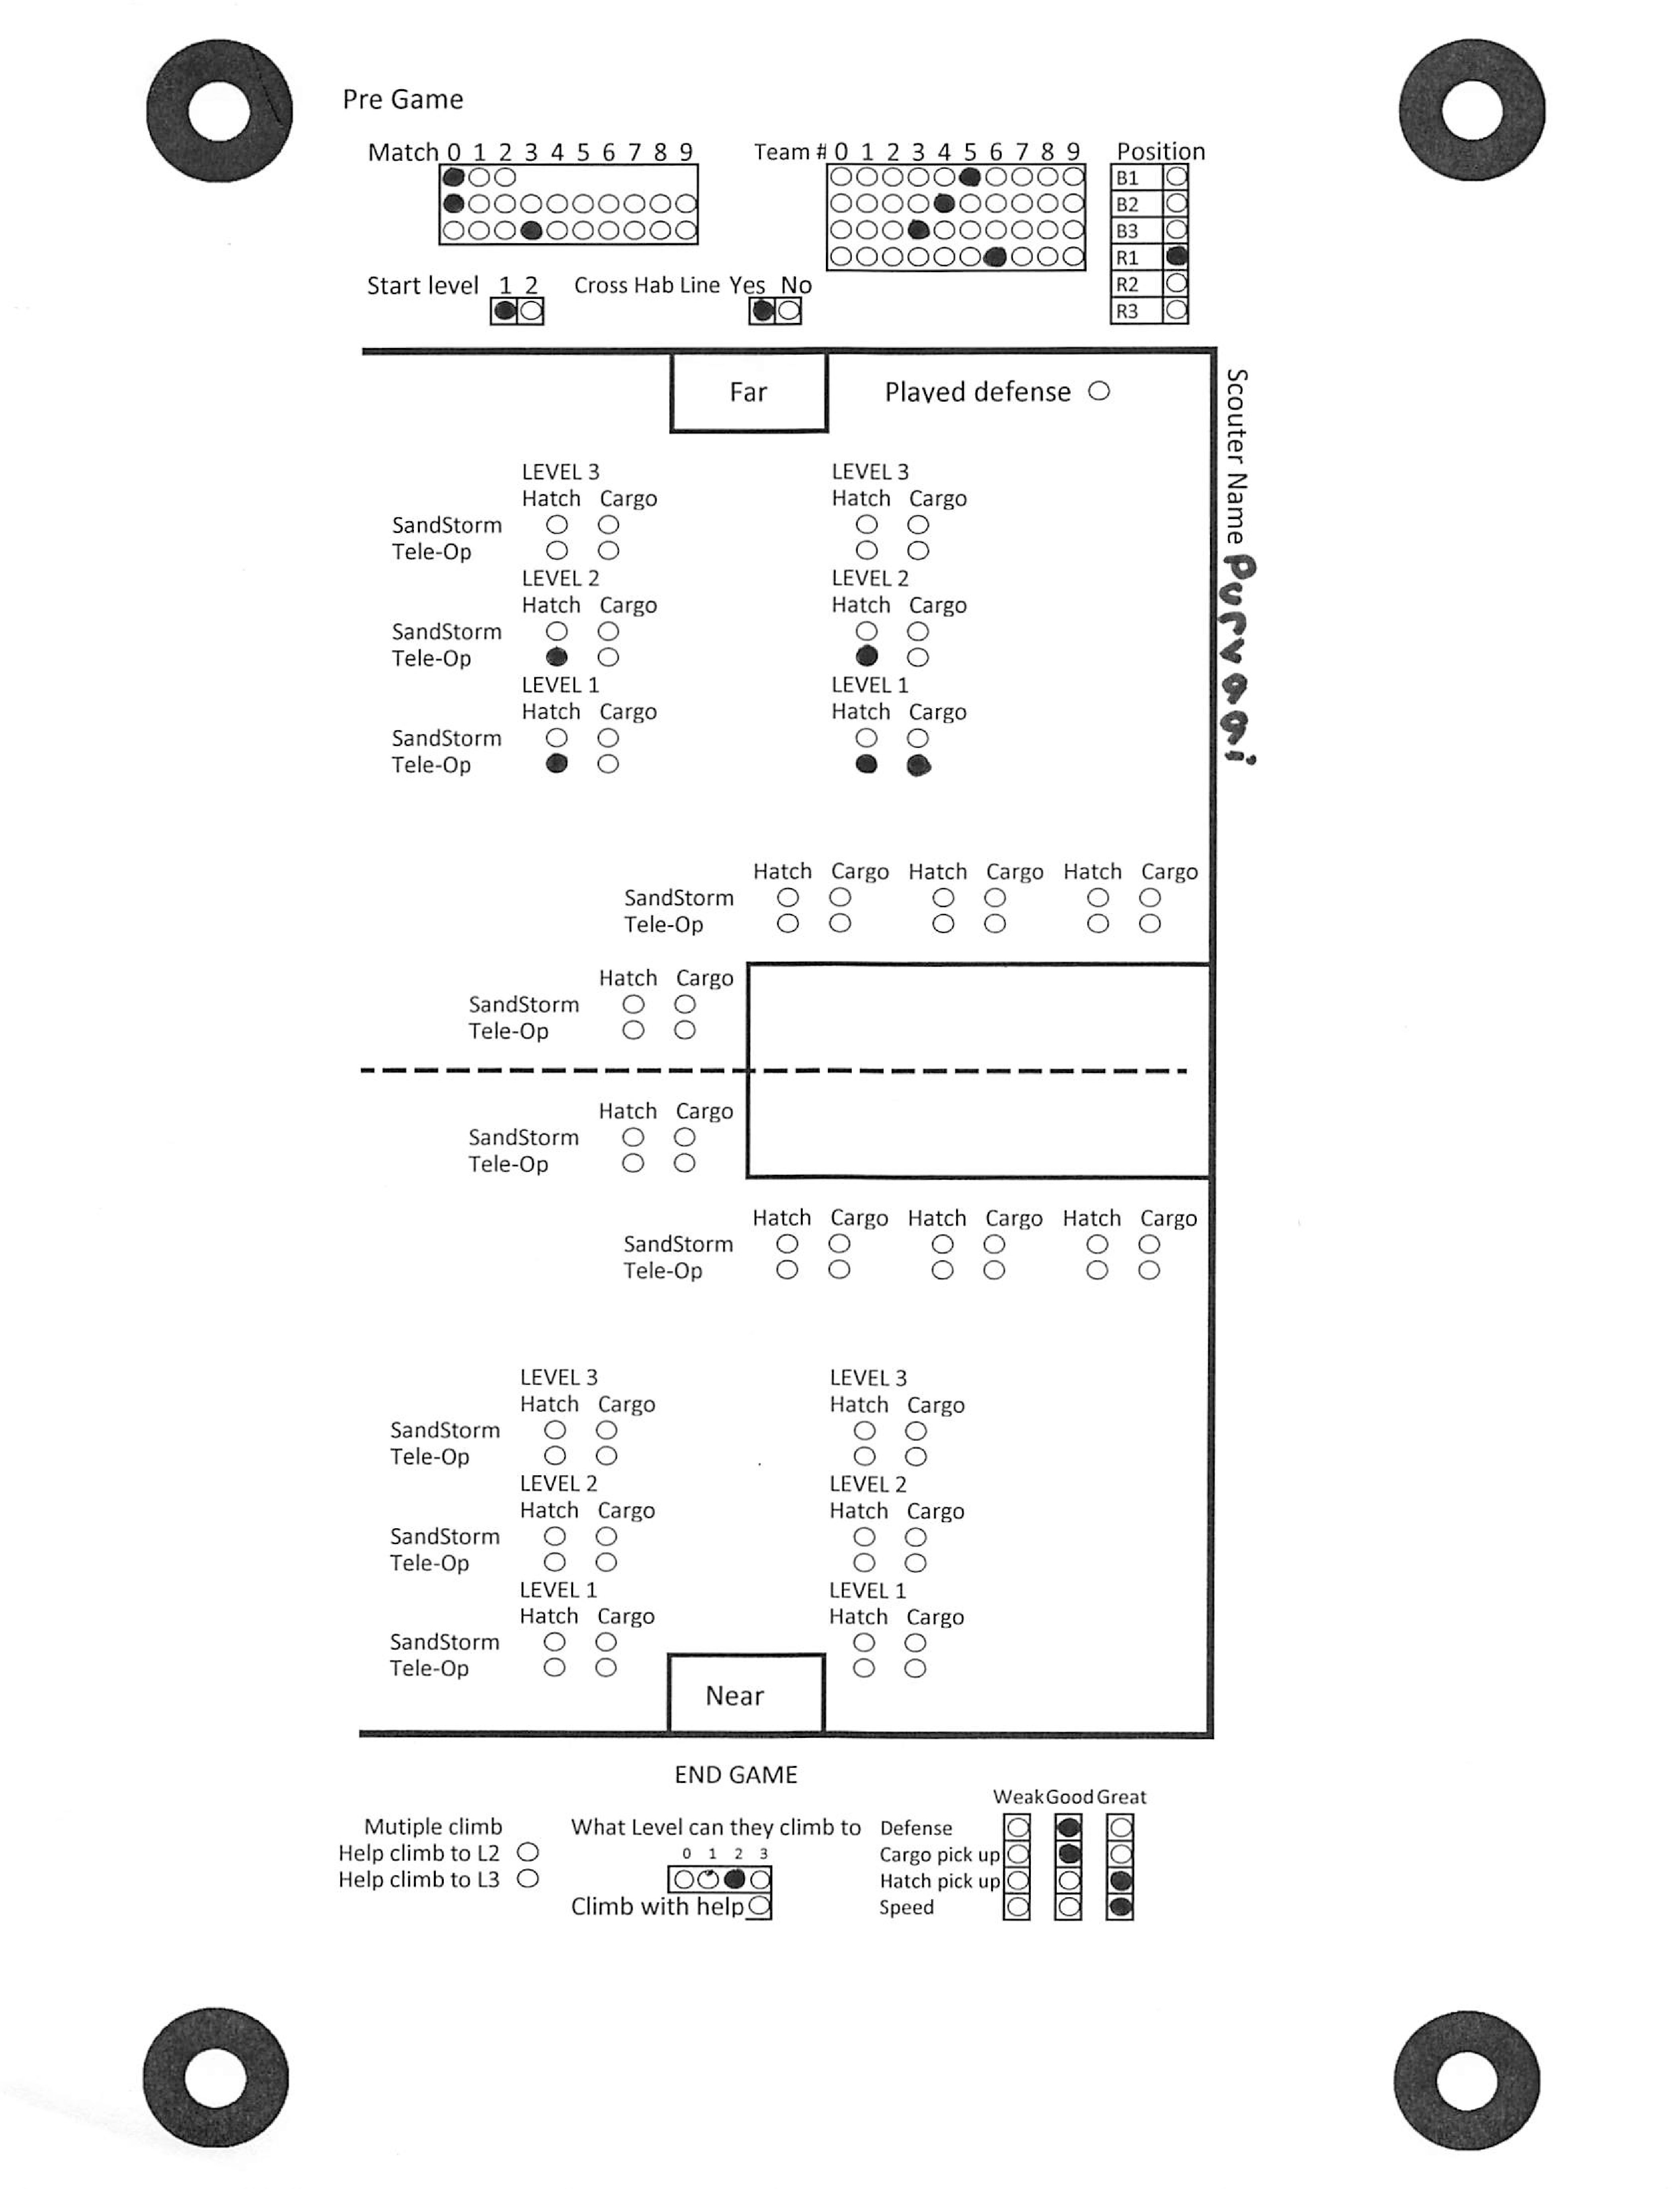 Pre Game
Match 0 1 2 3 4 5 6 7 8 9
Team # 0 1 2 3 4 5 6 7 8 9
Position
B1
B2
B3
R1
R2
R3
Start level 1 2
Cross Hab Line Yes No
Far
Played defense
Scouter Name
LEVEL 3 LEVEL 3
Hatch Cargo Hatch Cargo
SandStorm
Tele-Op
LEVEL 2 LEVEL 2
Hatch Cargo Hatch Cargo
SandStorm
Tele-Op
LEVEL 1 LEVEL 1
Hatch Cargo Hatch Cargo
SandStorm
Tele-Op
Hatch Cargo Hatch Cargo Hatch Cargo
SandStorm
Tele-Op
Hatch Cargo
SandStorm
Tele-Op
Hatch Cargo
SandStorm
Tele-Op
Hatch Cargo Hatch Cargo Hatch Cargo
SandStorm
Tele-Op
LEVEL 3 LEVEL 3
Hatch Cargo Hatch Cargo
SandStorm
Tele-Op
LEVEL 2 LEVEL 2
Hatch Cargo Hatch Cargo
SandStorm
Tele-Op
LEVEL 1 LEVEL 1
Hatch Cargo Hatch Cargo
SandStorm
Tele-Op
Near
END GAME
Mutiple climb
Help climb to L2
Help climb to L3
What Level can they climb to
0 1 2 3
Climb with help
Weak Good Great
Defense
Cargo pick up
Hatch pick up
Speed